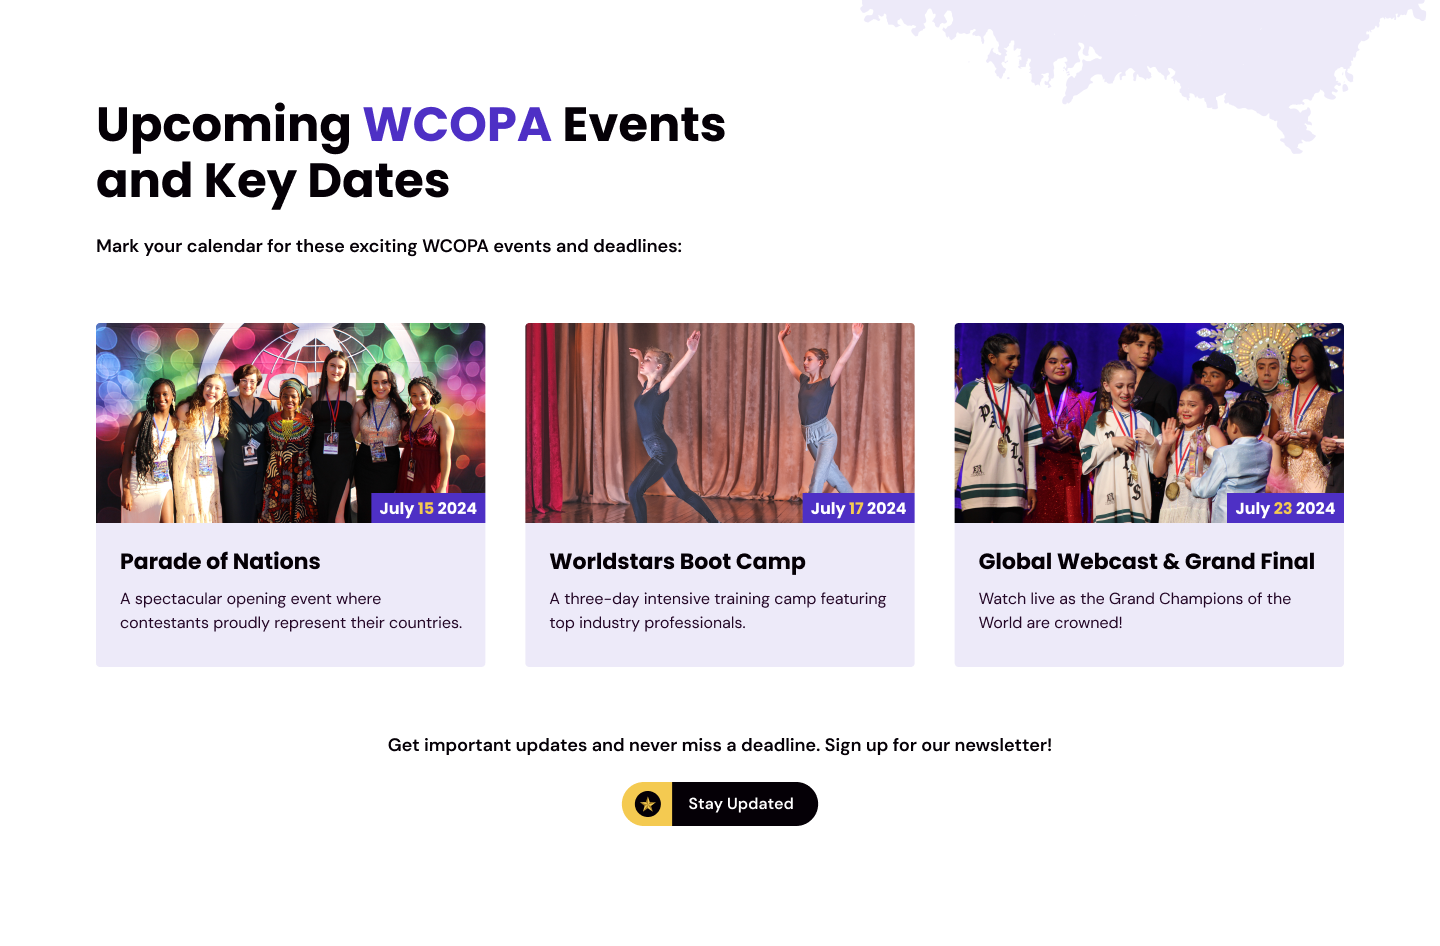 Upcoming WCOPA Events
and Key Dates
Mark your calendar for these exciting WCOPA events and deadlines:
July 15 2024
Parade of Nations
A spectacular opening event where
contestants proudly represent their countries.
July 17 2024
Worldstars Boot Camp
A three-day intensive training camp featuring
top industry professionals.
July 23 2024
Global Webcast & Grand Final
Watch live as the Grand Champions of the
World are crowned!
Get important updates and never miss a deadline. Sign up for our newsletter!
Stay Updated